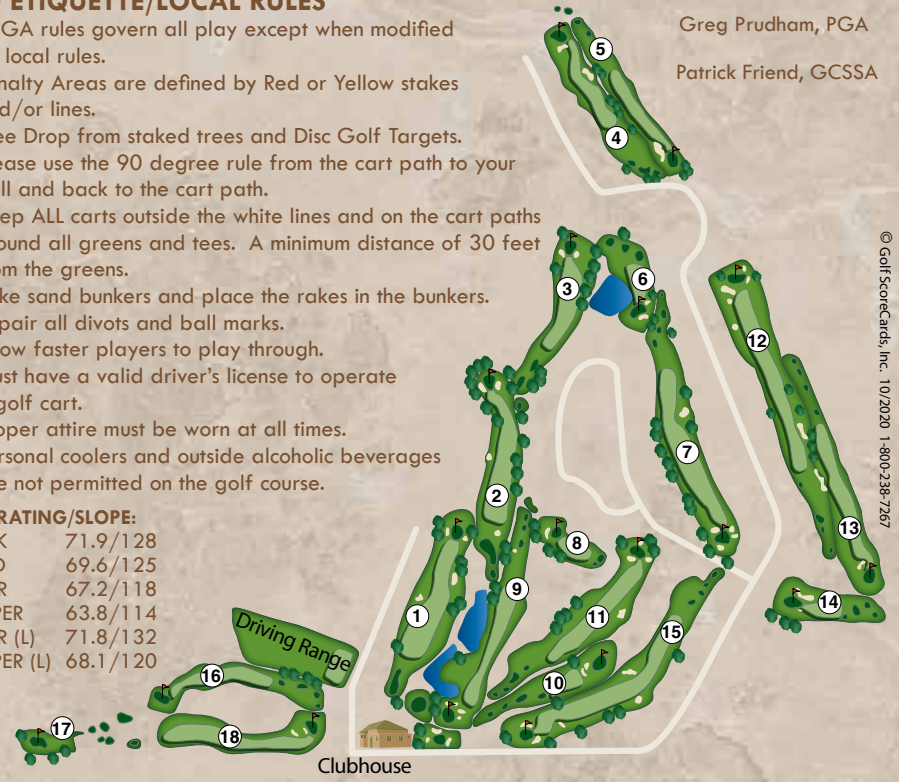 ETIQUETTE/LOCAL RULES
GA rules govern all play except when modified
local rules.
nalty Areas are defined by Red or Yellow stakes
d/or lines.
ee Drop from staked trees and Disc Golf Targets.
ease use the 90 degree rule from the cart path to your
ll and back to the cart path.
ep ALL carts outside the white lines and on the cart paths
ound all greens and tees. A minimum distance of 30 feet
om the greens.
ke sand bunkers and place the rakes in the bunkers.
pair all divots and ball marks.
ow faster players to play through.
ust have a valid driver's license to operate
golf cart.
oper attire must be worn at all times.
ersonal coolers and outside alcoholic beverages
e not permitted on the golf course.
RATING/SLOPE:
K 71.9/128
D 69.6/125
R 67.2/118
PER 63.8/114
R (L) 71.8/132
PER (L) 68.1/120
Greg Prudham, PGA
Patrick Friend, GCSSA
5
4
3
6
12
7
2
8
13
9
14
1
11
15
10
16
17
18
Driving Range
Clubhouse
© Golf ScoreCards, Inc. 10/2020 1-800-238-7267